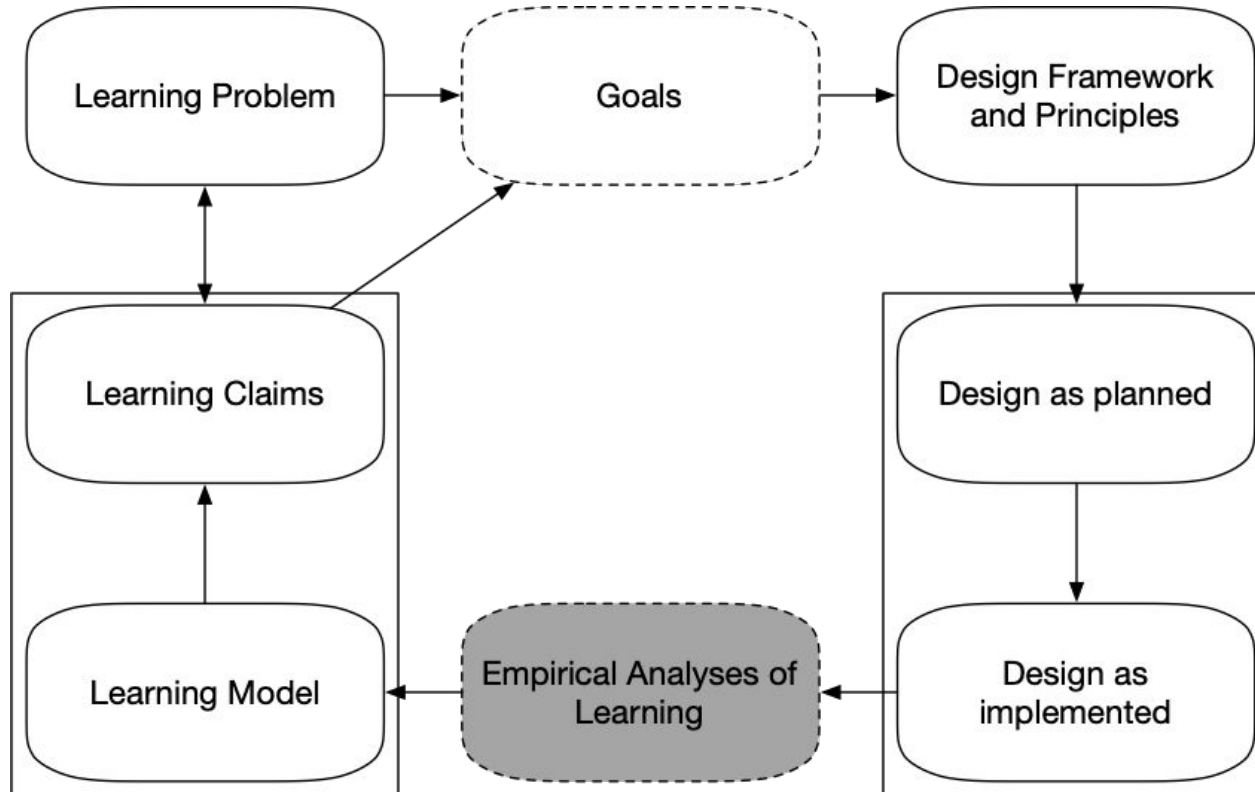 Learning Problem
Goals
Design Framework
and Principles
Learning Claims
Design as planned
Learning Model
Empirical Analyses of
Learning
Design as
implemented